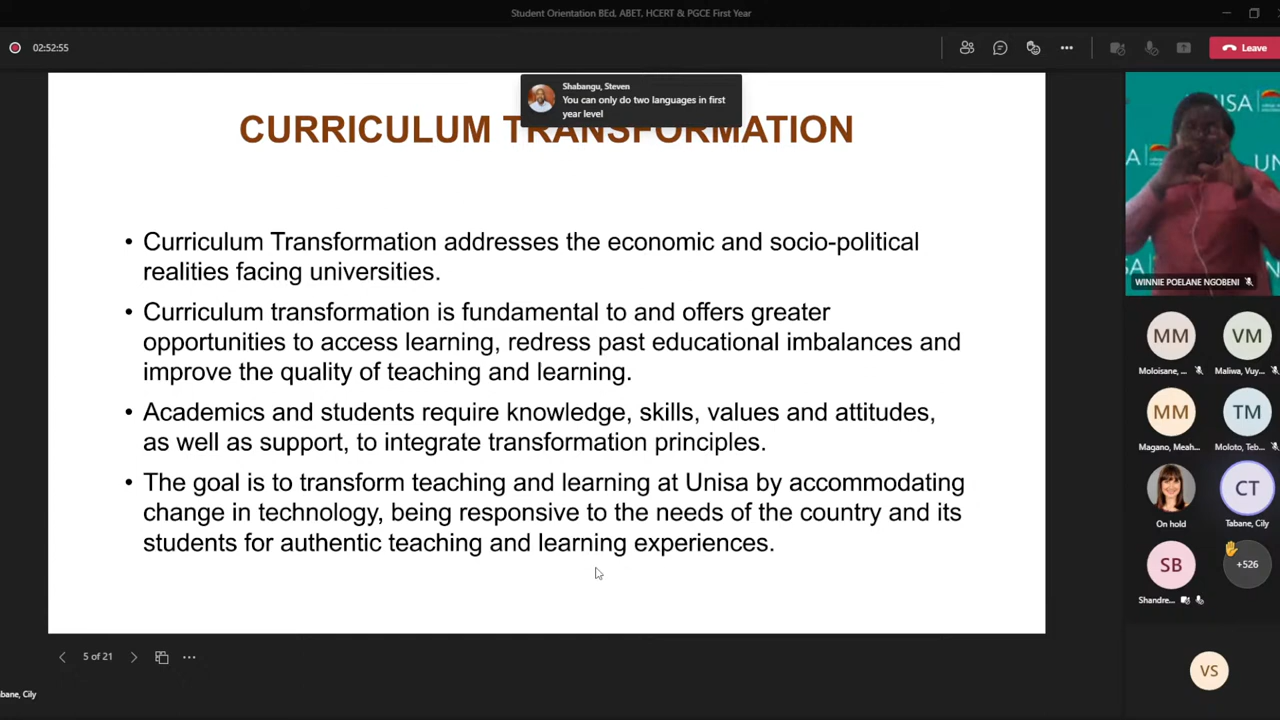 Student Orientation BEd, ABET, HCERT & PGCE First Year
02:52:55
Leave
Shabangu, Steven
You can only do two languages in first
year level
CURRICULUM TRANSFORMATION
• Curriculum Transformation addresses the economic and socio-political
realities facing universities.
• Curriculum transformation is fundamental to and offers greater
opportunities to access learning, redress past educational imbalances and
improve the quality of teaching and learning.
• Academics and students require knowledge, skills, values and attitudes,
as well as support, to integrate transformation principles.
• The goal is to transform teaching and learning at Unisa by accommodating
change in technology, being responsive to the needs of the country and its
students for authentic teaching and learning experiences.
5 of 21
abane, Cily
UNISA
WINNIE POELANE NGOBENI
MM
VM
Moloisane, ...
Maliwa, Vuy...
MM
TM
Magano, Meah...
Moloto, Teb...
CT
On hold
Tabane, Cily
SB
+526
Shandre...
VS